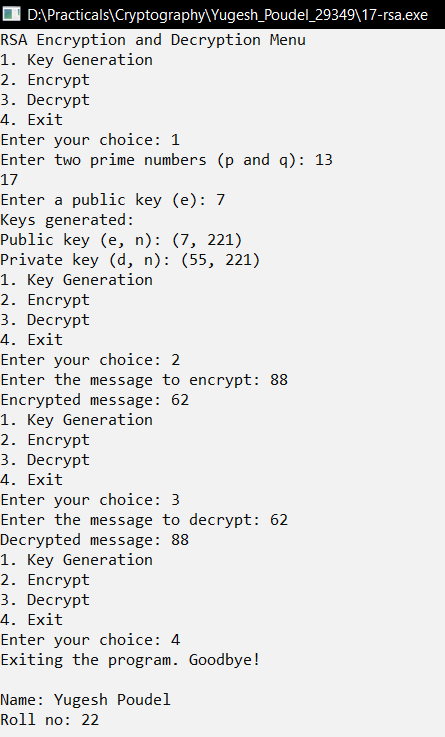 D:\Practicals\Cryptography\Yugesh_Poudel_29349\17-rsa.exe
RSA Encryption and Decryption Menu
1. Key Generation
2. Encrypt
3. Decrypt
4. Exit
Enter your choice: 1
Enter two prime numbers (p and q): 13
17
Enter a public key (e): 7
Keys generated:
Public key (e, n): (7, 221)
Private key (d, n): (55, 221)
1. Key Generation
2. Encrypt
3. Decrypt
4. Exit
Enter your choice: 2
Enter the message to encrypt: 88
Encrypted message: 62
1. Key Generation
2. Encrypt
3. Decrypt
4. Exit
Enter your choice: 3
Enter the message to decrypt: 62
Decrypted message: 88
1. Key Generation
2. Encrypt
3. Decrypt
4. Exit
Enter your choice: 4
Exiting the program. Goodbye!
Name: Yugesh Poudel
Roll no: 22